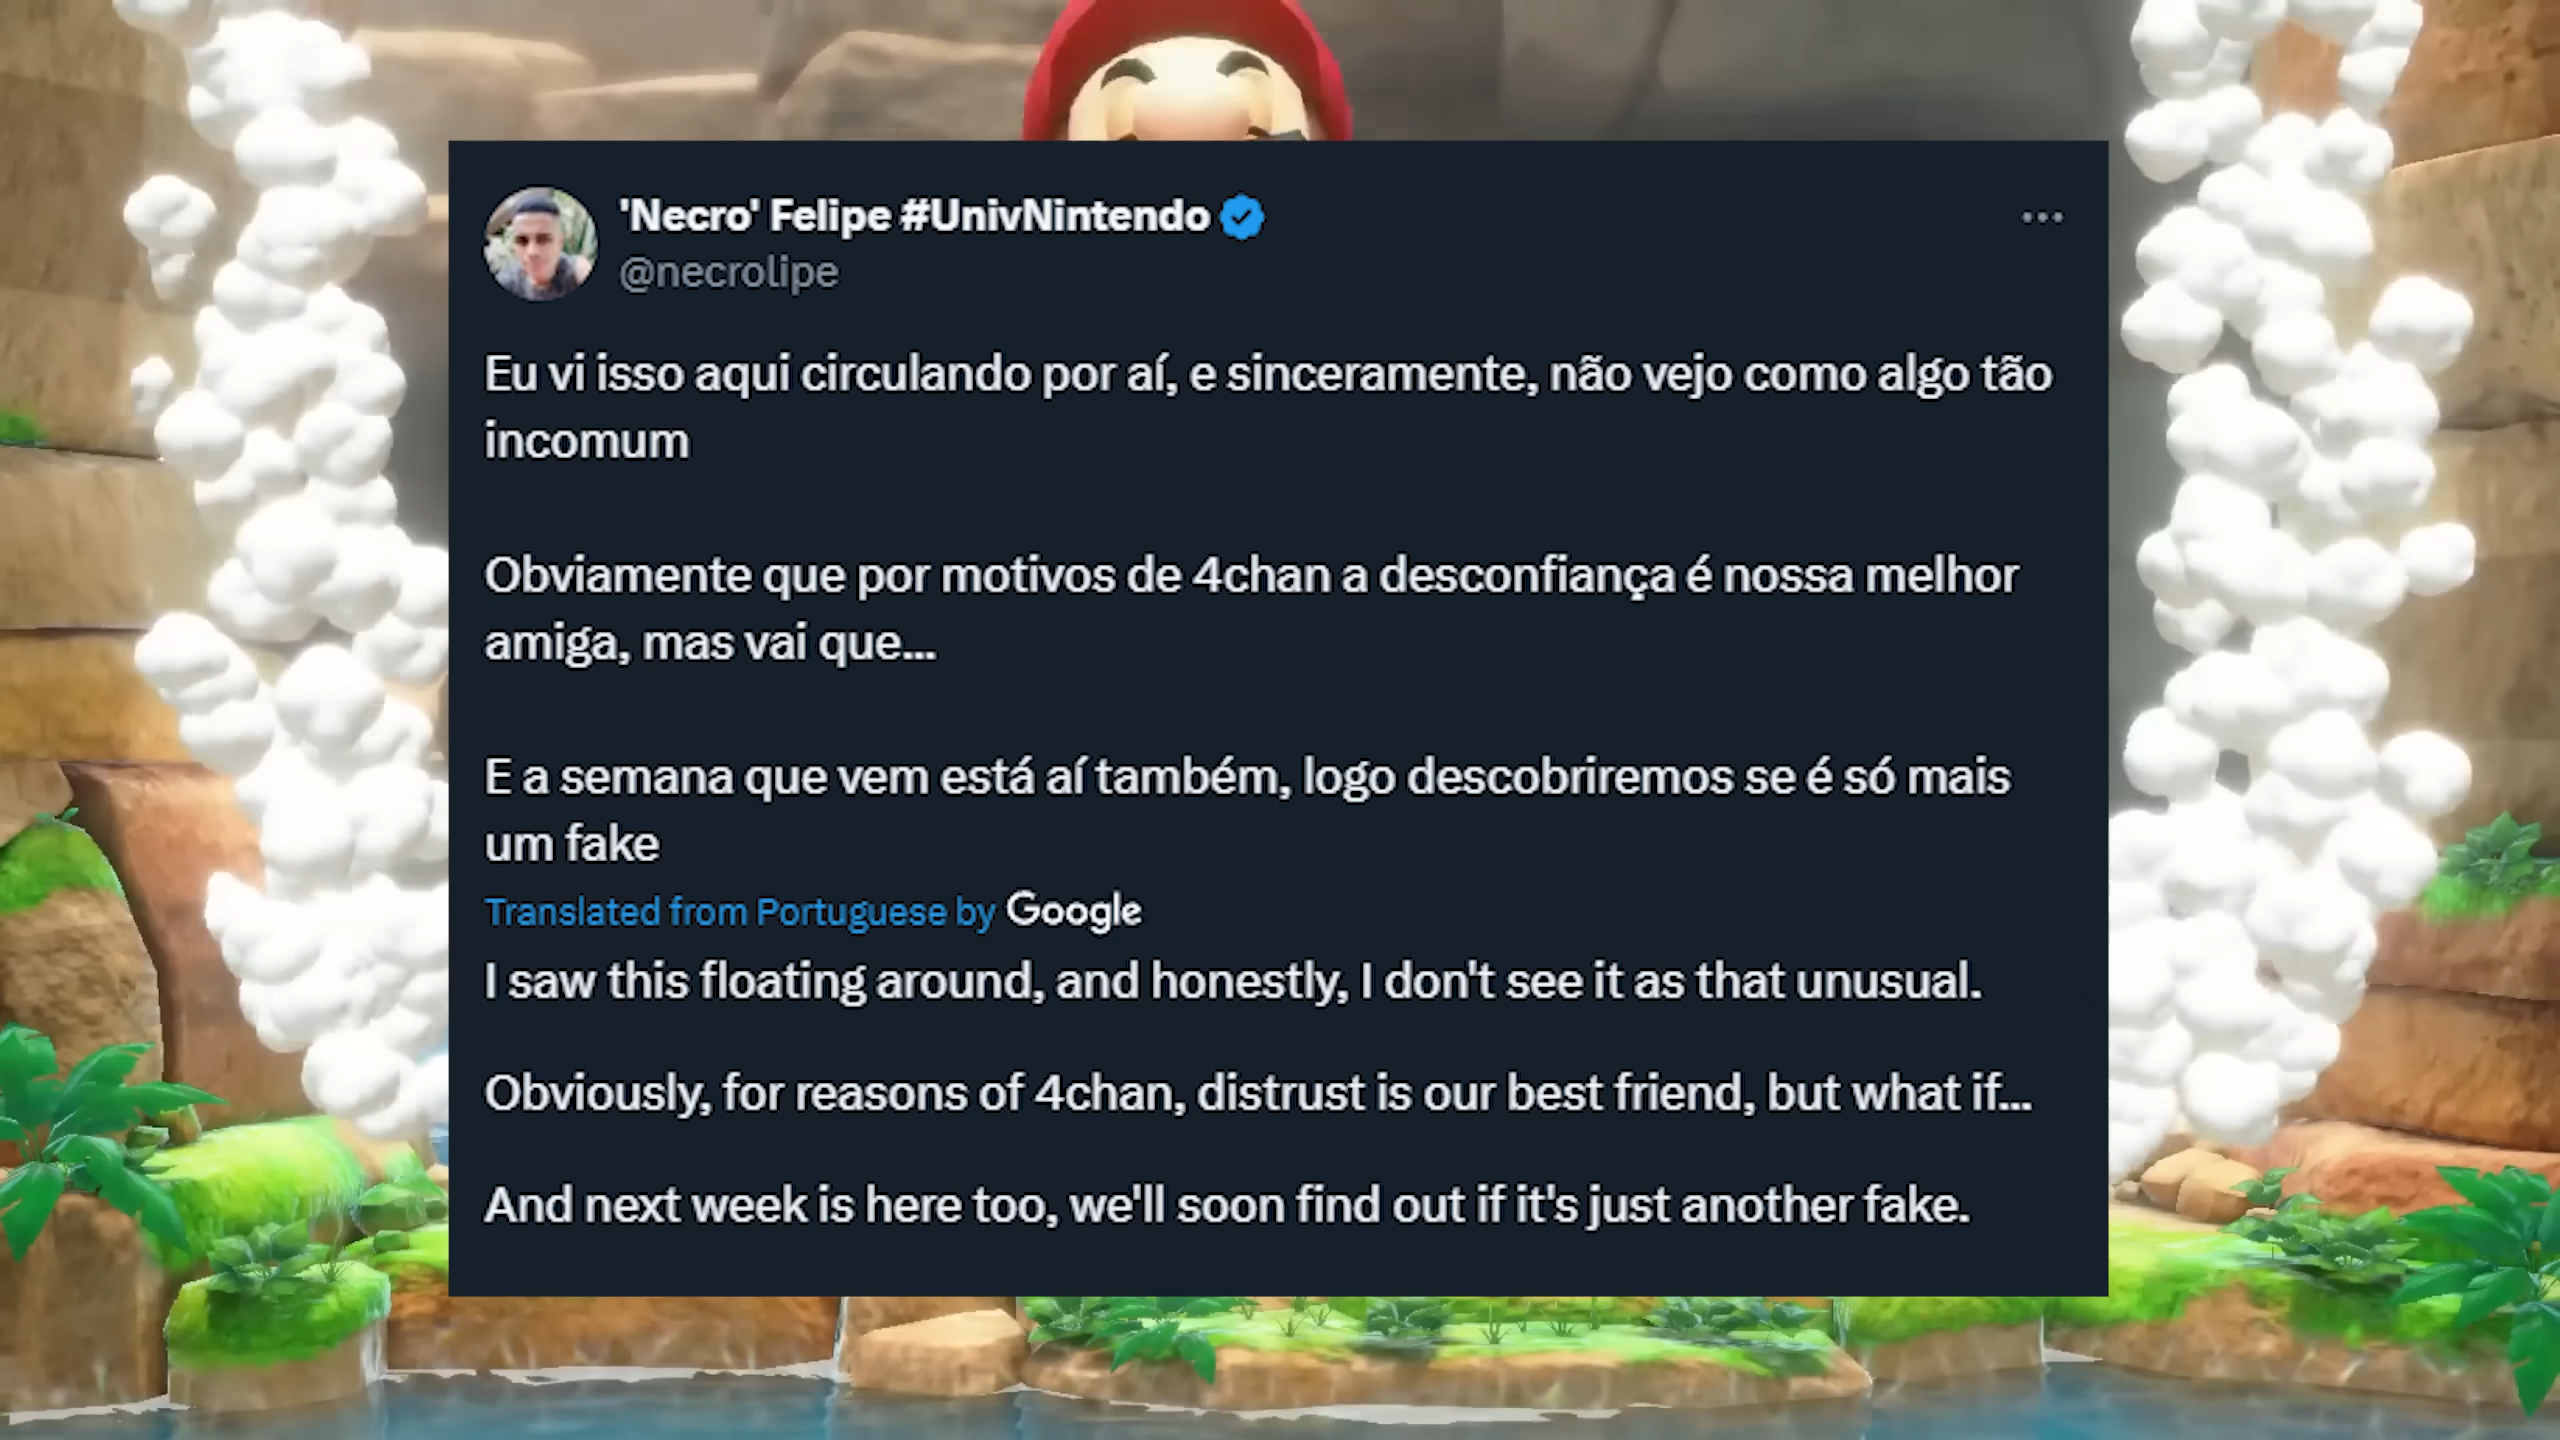 'Necro' Felipe #UnivNintendo
@necrolipe
Eu vi isso aqui circulando por aí, e sinceramente, não vejo como algo tão
incomum
Obviamente que por motivos de 4chan a desconfiança é nossa melhor
amiga, mas vai que...
E a semana que vem está aí também, logo descobriremos se é só mais
um fake
Translated from Portuguese by Google
I saw this floating around, and honestly, I don't see it as that unusual.
Obviously, for reasons of 4chan, distrust is our best friend, but what if...
And next week is here too, we'll soon find out if it's just another fake.